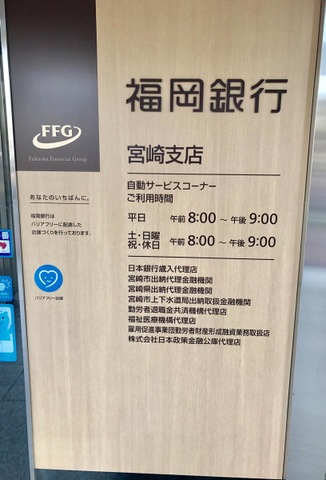 FFG
Fukuoka Financial Group
福岡銀行
宮崎支店
自動サービスコーナー
ご利用時間
平日 午前8:00～午後9:00
土・日曜
祝・休日 午前8:00～午後9:00
日本銀行歳入代理店
宮崎市出納代理金融機関
宮崎県出納代理金融機関
宮崎市上下水道局出納取扱金融機関
勤労者退職金共済機構代理店
福祉医療機構代理店
雇用促進事業団勤労者財産形成融資業務取扱店
株式会社日本政策金融公庫代理店
あなたのいちばんに。
福岡銀行は
バリアフリーに配慮した
店舗づくりを行っております。
バリアフリー店舗
番